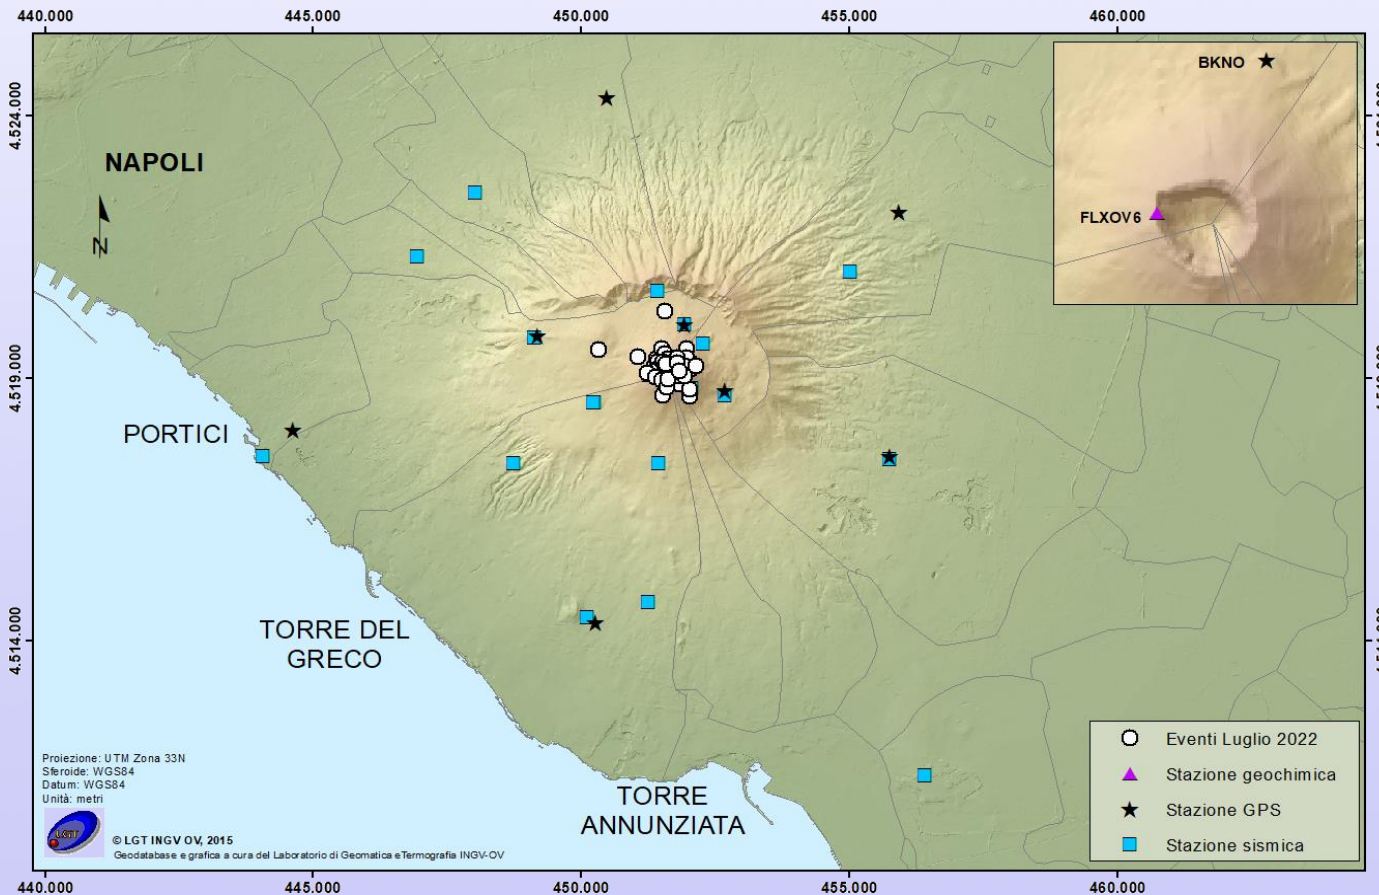 440.000
445.000
450.000
455.000
460.000
BKNO
FLXOV6
4.524.000
4.519.000
4.514.000
NAPOLI
N
PORTICI
TORRE DEL
GRECO
TORRE
ANNUNZIATA
Eventi Luglio 2022
Stazione geochimica
Stazione GPS
Stazione sismica
Proiezione: UTM Zona 33N
Sferoide: WGS84
Datum: WGS84
Unità: metri
LGT
© LGT INGV OV, 2015
Geodatabase e grafica a cura del Laboratorio di Geomatica e Termografia INGV-OV
440.000
445.000
450.000
455.000
460.000